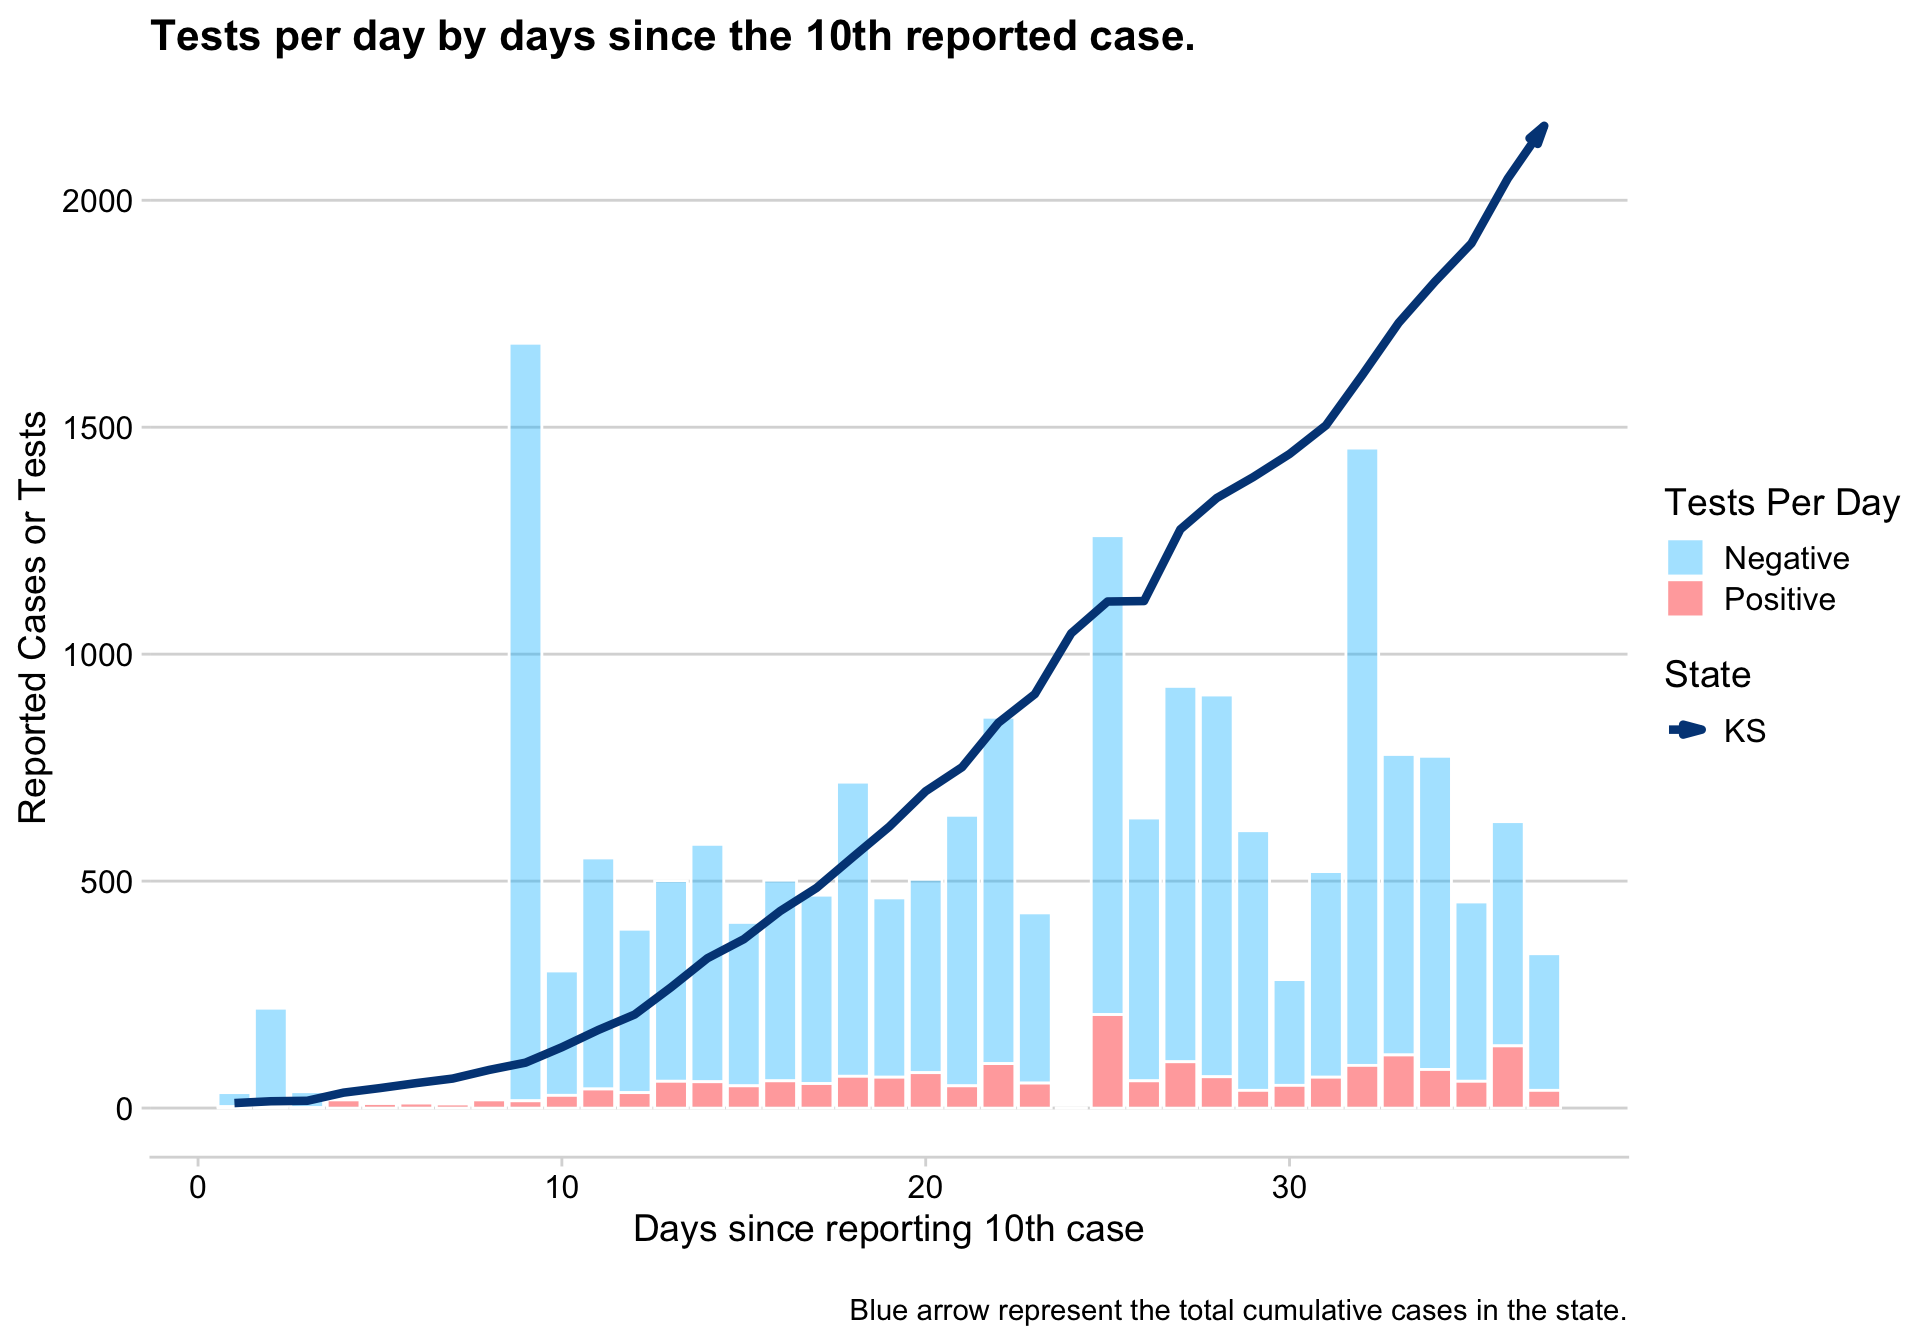 Tests per day by days since the 10th reported case.
Reported Cases or Tests
2000
1500
1000
500
0
0 10 20 30
Days since reporting 10th case
Tests Per Day
Negative
Positive
State
KS
Blue arrow represent the total cumulative cases in the state.